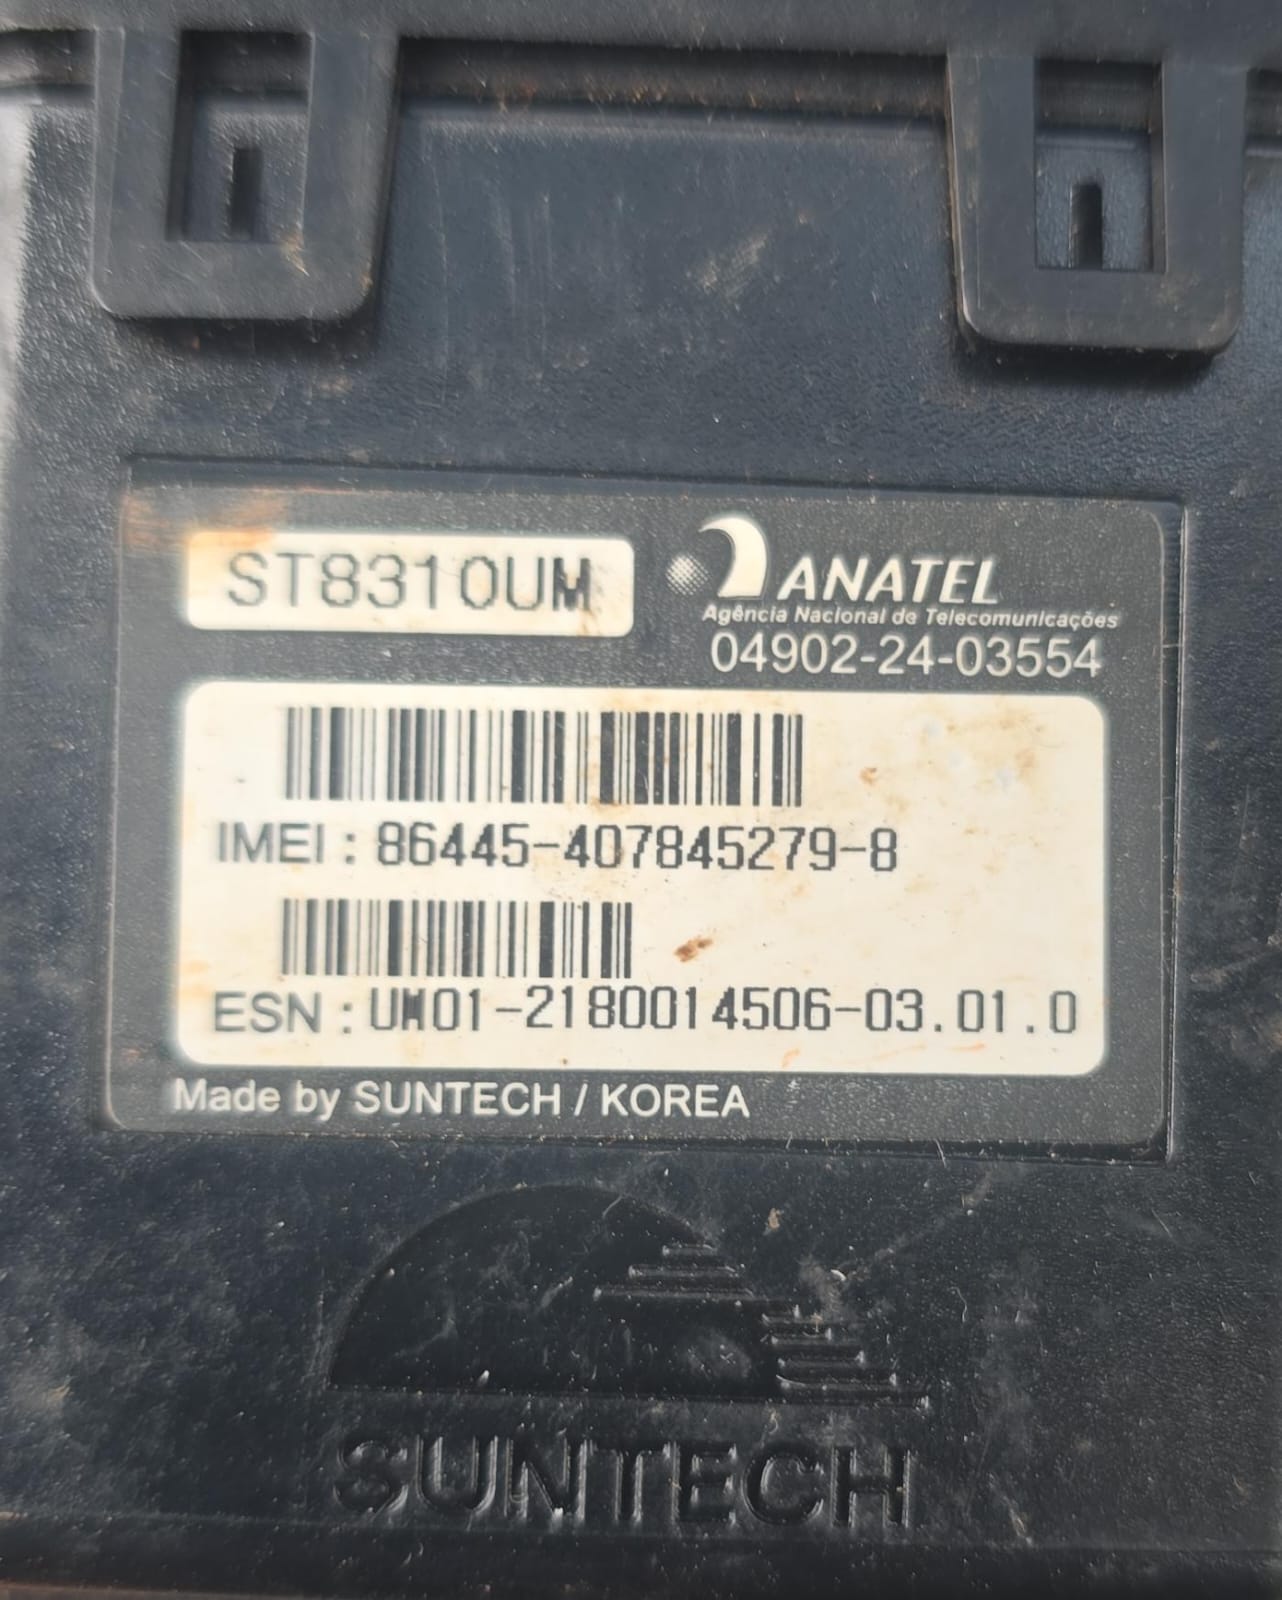 ST8310UM
ANATEL
Agência Nacional de Telecomunicações
04902-24-03554
IMEI : 86445-407845279-8
ESN : UM01-2180014506-03.01.0
Made by SUNTECH / KOREA
SUNTECH